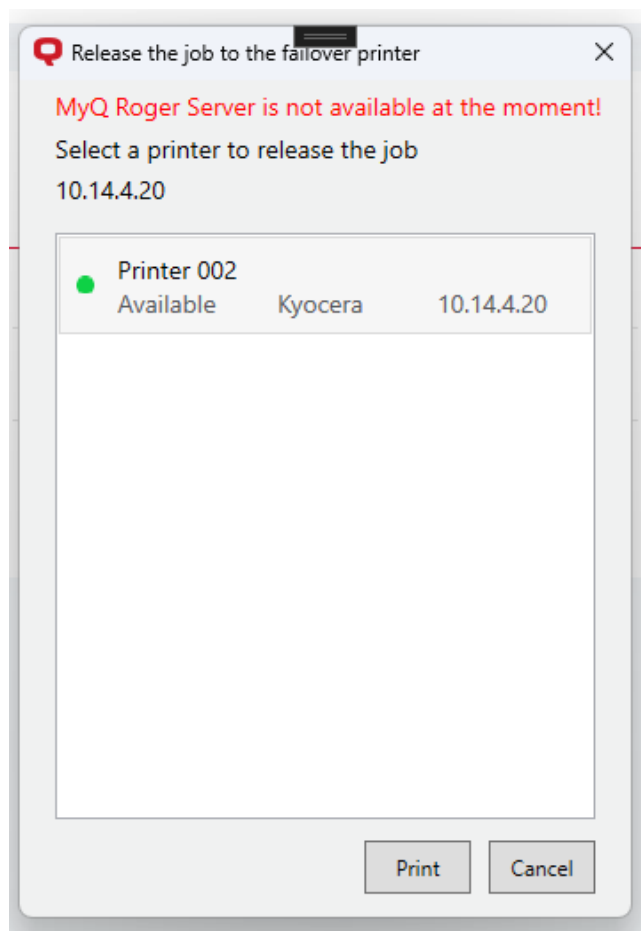 Release the job to the failover printer
MyQ Roger Server is not available at the moment!
Select a printer to release the job
10.14.4.20
Printer 002
Available Kyocera 10.14.4.20
Print Cancel